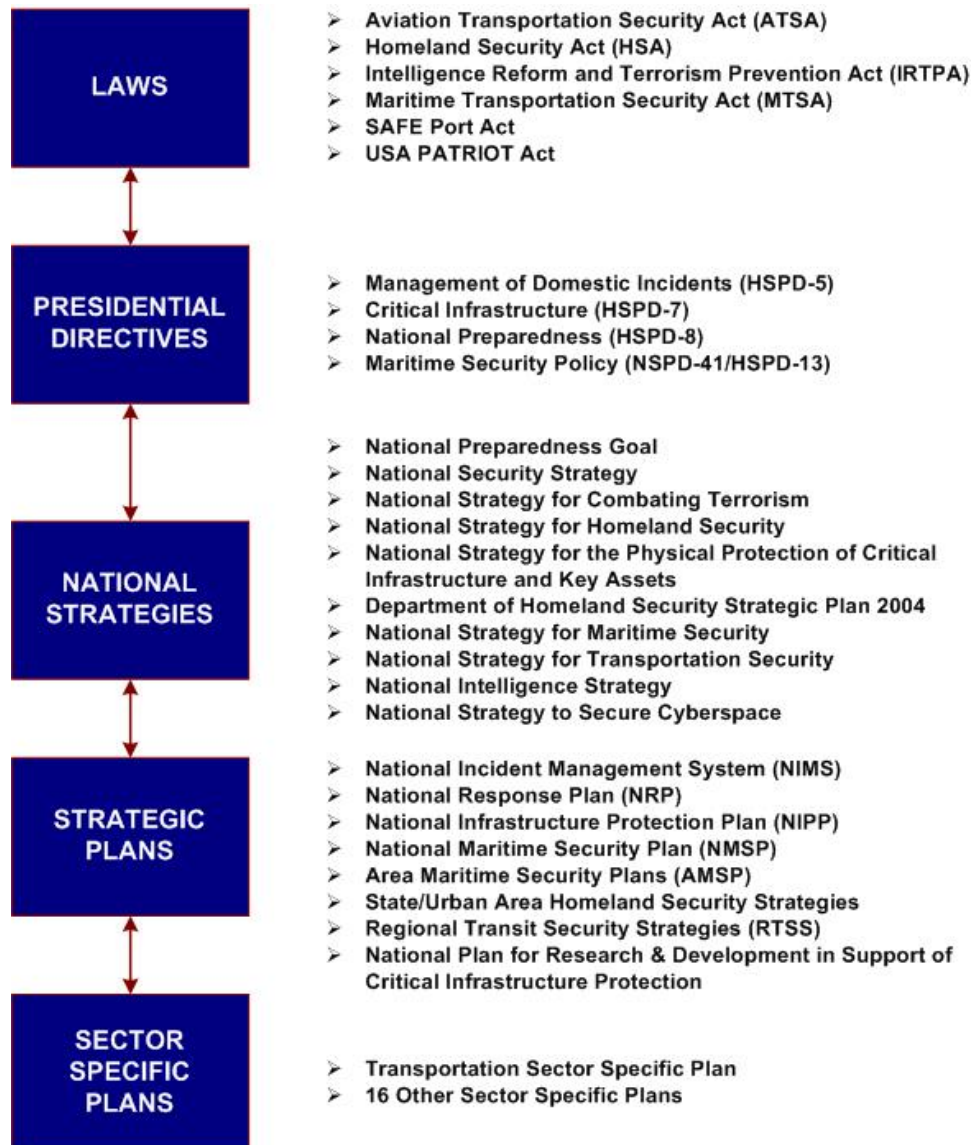 LAWS
➢ Aviation Transportation Security Act (ATSA)
➢ Homeland Security Act (HSA)
➢ Intelligence Reform and Terrorism Prevention Act (IRTPA)
➢ Maritime Transportation Security Act (MTSA)
➢ SAFE Port Act
➢ USA PATRIOT Act
PRESIDENTIAL
DIRECTIVES
➢ Management of Domestic Incidents (HSPD-5)
➢ Critical Infrastructure (HSPD-7)
➢ National Preparedness (HSPD-8)
➢ Maritime Security Policy (NSPD-41/HSPD-13)
NATIONAL
STRATEGIES
➢ National Preparedness Goal
➢ National Security Strategy
➢ National Strategy for Combating Terrorism
➢ National Strategy for Homeland Security
➢ National Strategy for the Physical Protection of Critical
Infrastructure and Key Assets
➢ Department of Homeland Security Strategic Plan 2004
➢ National Strategy for Maritime Security
➢ National Strategy for Transportation Security
➢ National Intelligence Strategy
➢ National Strategy to Secure Cyberspace
STRATEGIC
PLANS
➢ National Incident Management System (NIMS)
➢ National Response Plan (NRP)
➢ National Infrastructure Protection Plan (NIPP)
➢ National Maritime Security Plan (NMSP)
➢ Area Maritime Security Plans (AMSP)
➢ State/Urban Area Homeland Security Strategies
➢ Regional Transit Security Strategies (RTSS)
➢ National Plan for Research & Development in Support of
Critical Infrastructure Protection
SECTOR
SPECIFIC
PLANS
➢ Transportation Sector Specific Plan
➢ 16 Other Sector Specific Plans